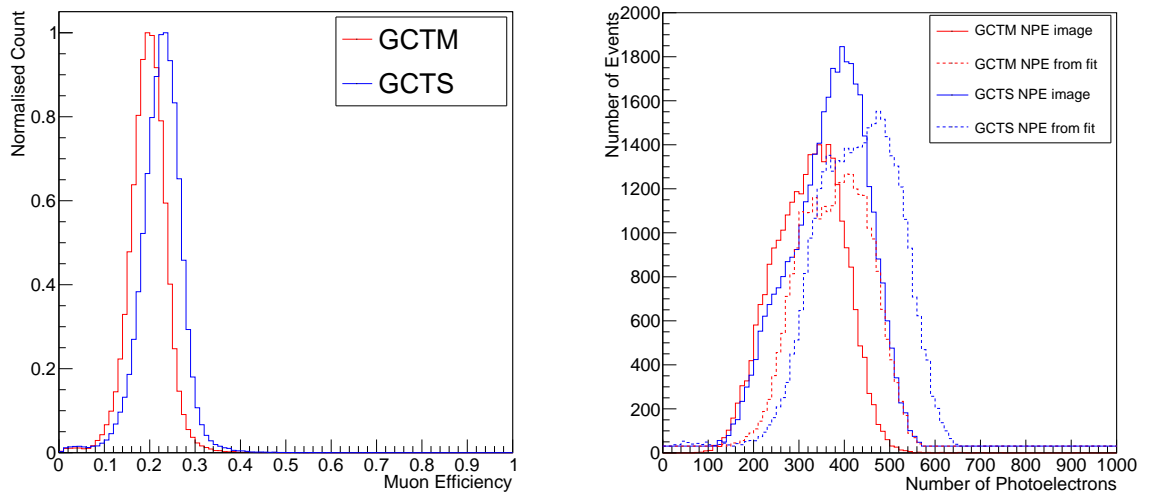 Normalised Count
1
0.8
0.6
0.4
0.2
0
GCTM
GCTS
0 0.1 0.2 0.3 0.4 0.5 0.6 0.7 0.8 0.9 1
Muon Efficiency
Number of Events
2000
1800
1600
1400
1200
1000
800
600
400
200
0
GCTM NPE image
GCTM NPE from fit
GCTS NPE image
GCTS NPE from fit
0 100 200 300 400 500 600 700 800 900 1000
Number of Photoelectrons